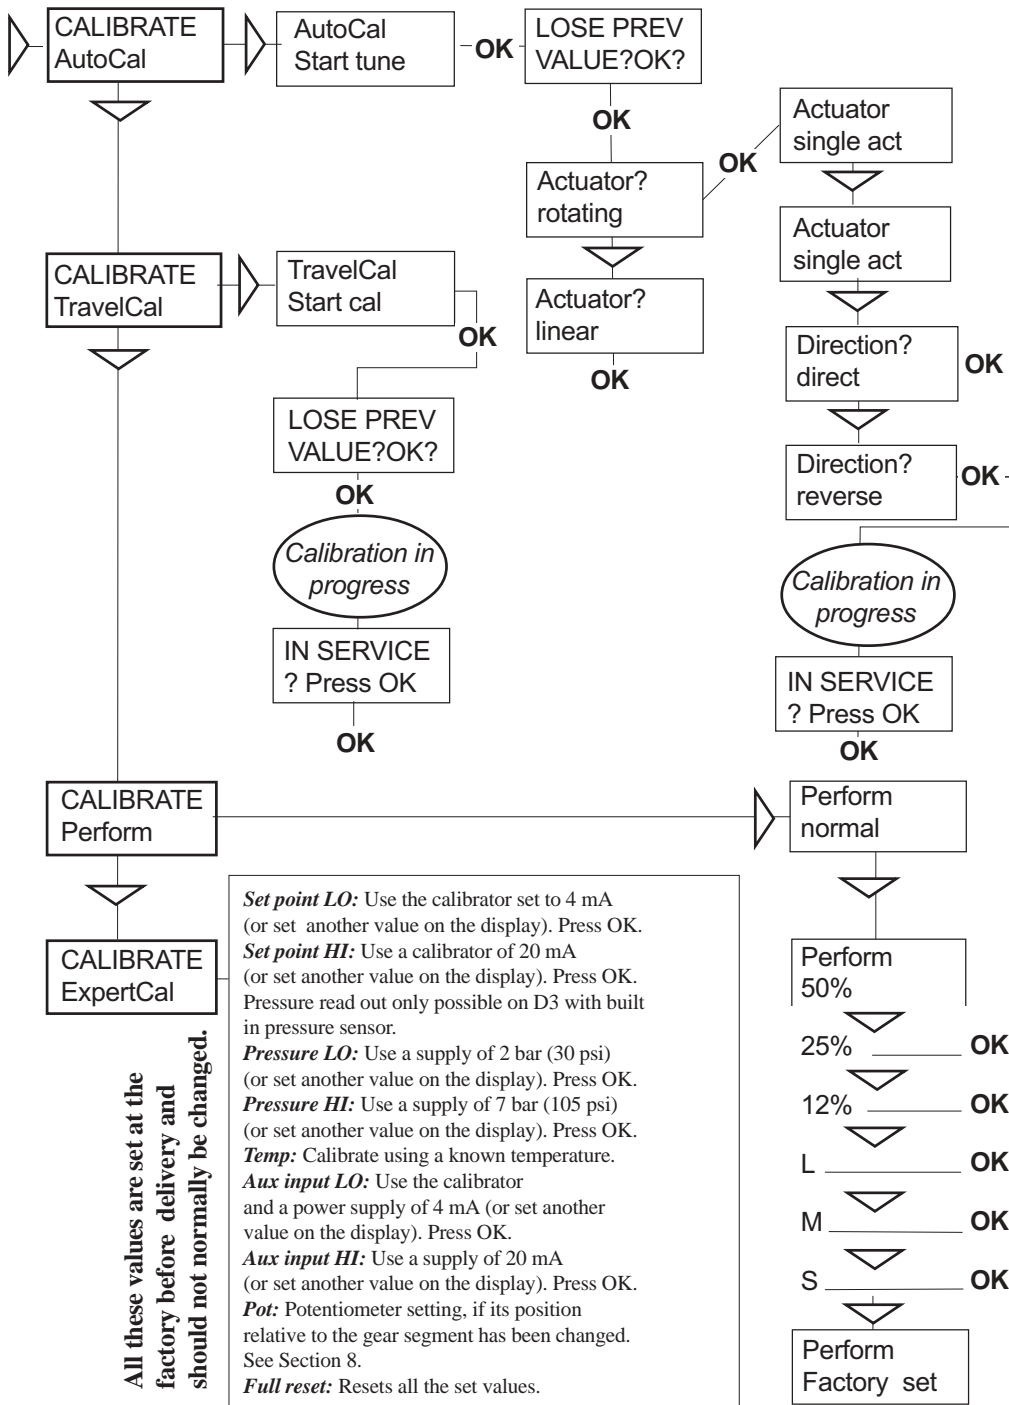 CALIBRATE
AutoCal
AutoCal
Start tune
OK
LOSE PREV
VALUE?OK?
OK
Actuator?
rotating
OK
Actuator
single act
Actuator
single act
Actuator?
linear
OK
Direction?
direct
OK
Direction?
reverse
OK
Calibration in
progress
IN SERVICE
? Press OK
OK
CALIBRATE
TravelCal
TravelCal
Start cal
OK
LOSE PREV
VALUE?OK?
OK
Calibration in
progress
IN SERVICE
? Press OK
OK
CALIBRATE
Perform
Perform
normal
Perform
50%
25% OK
12% OK
L OK
M OK
S OK
Perform
Factory set
CALIBRATE
ExpertCal
Set point LO: Use the calibrator set to 4 mA
(or set another value on the display). Press OK.
Set point HI: Use a calibrator of 20 mA
(or set another value on the display). Press OK.
Pressure read out only possible on D3 with built
in pressure sensor.
Pressure LO: Use a supply of 2 bar (30 psi)
(or set another value on the display). Press OK.
Pressure HI: Use a supply of 7 bar (105 psi)
(or set another value on the display). Press OK.
Temp: Calibrate using a known temperature.
Aux input LO: Use the calibrator
and a power supply of 4 mA (or set another
value on the display). Press OK.
Aux input HI: Use a supply of 20 mA
(or set another value on the display). Press OK.
Pot: Potentiometer setting, if its position
relative to the gear segment has been changed.
See Section 8.
Full reset: Resets all the set values.
All these values are set at the
factory before delivery and
should not normally be changed.